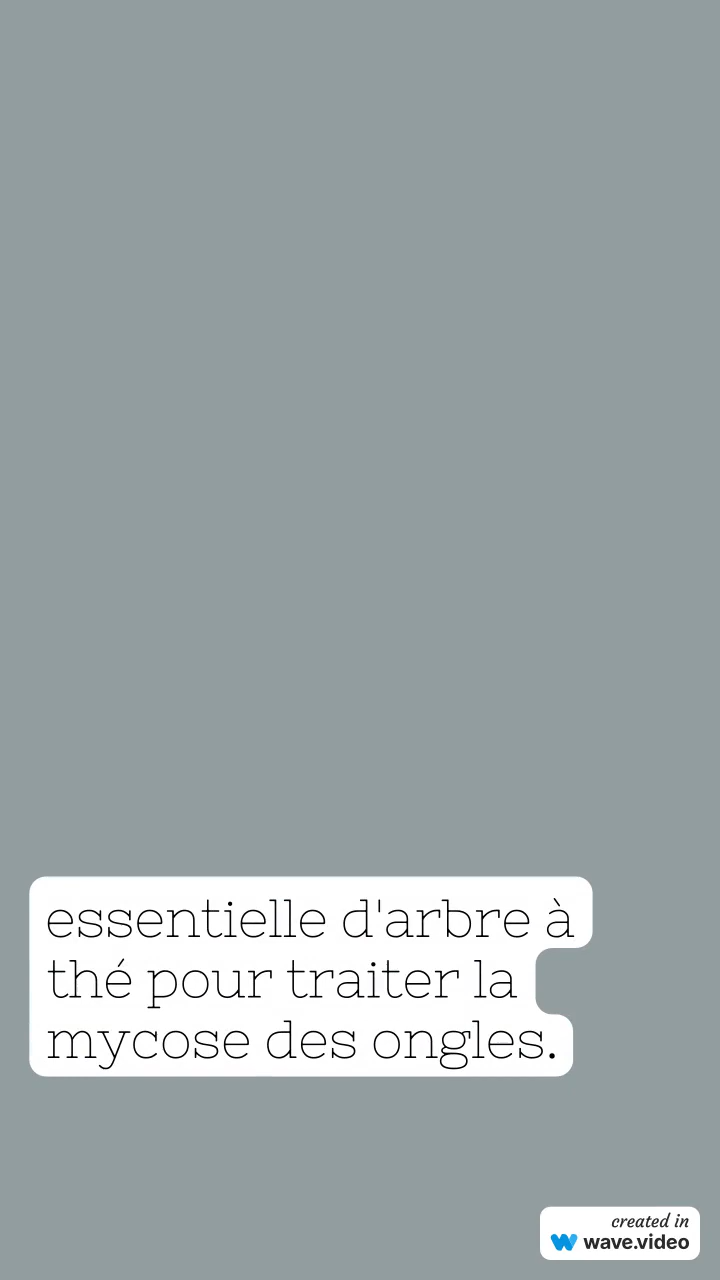 essentielle d'arbre à
thé pour traiter la
mycose des ongles.
created in
wave.video